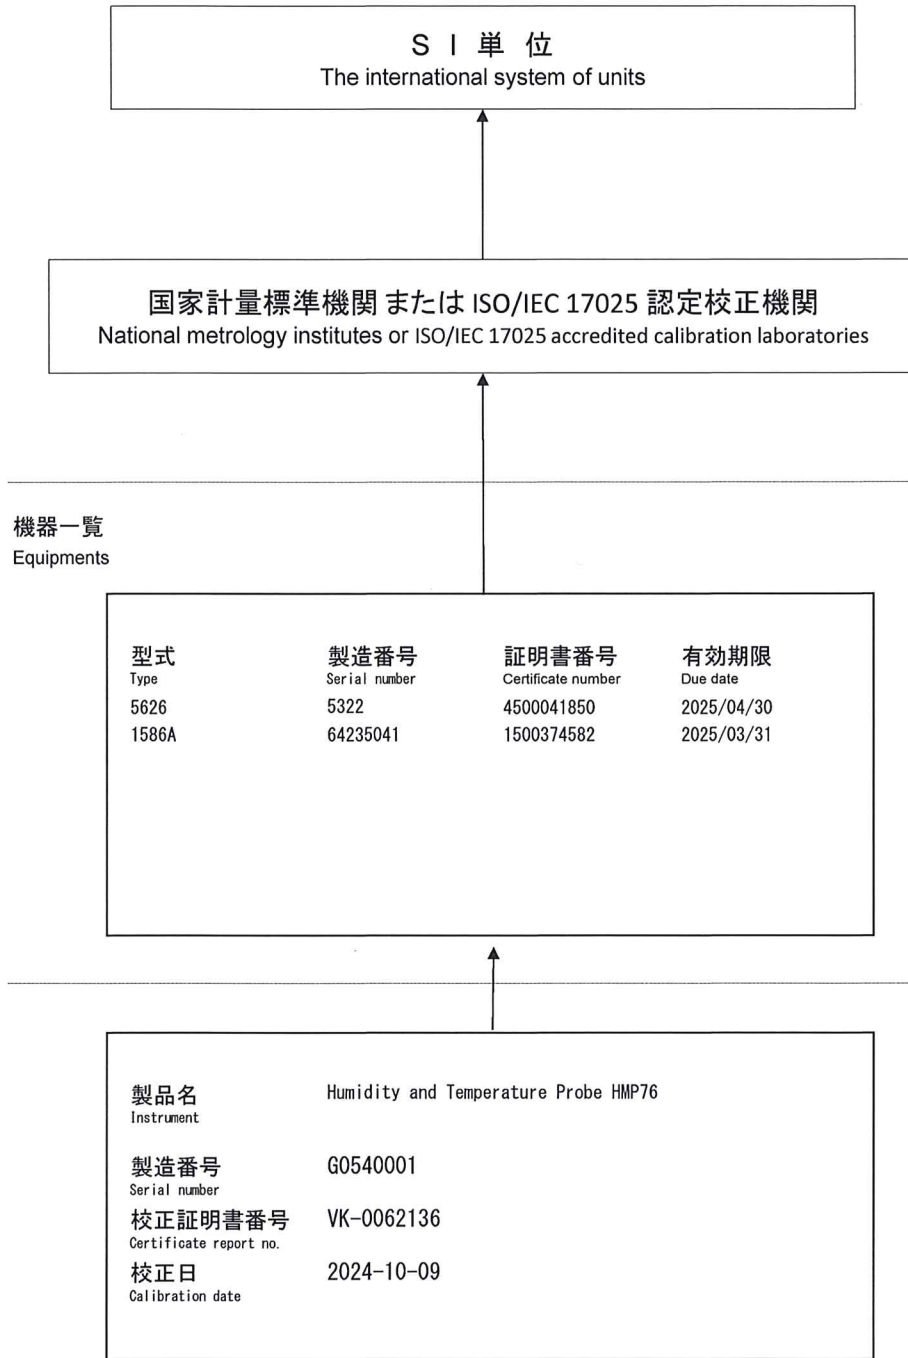 SI単位
The international system of units
国家計量標準機関 または ISO/IEC 17025 認定校正機関
National metrology institutes or ISO/IEC 17025 accredited calibration laboratories
機器一覧
Equipments
型式 製造番号 証明書番号 有効期限
Type Serial number Certificate number Due date
5626 5322 4500041850 2025/04/30
1586A 64235041 1500374582 2025/03/31
製品名 Humidity and Temperature Probe HMP76
Instrument
製造番号 G0540001
Serial number
校正証明書番号 VK-0062136
Certificate report no.
校正日 2024-10-09
Calibration date